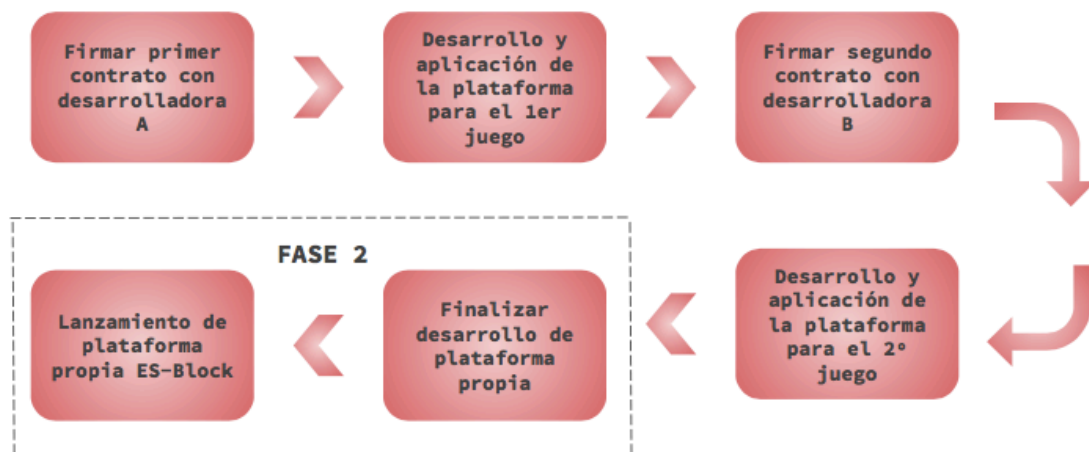 Firmar primer
contrato con
desarrolladora
A
Desarrollo y
aplicación de
la plataforma
para el 1er
juego
Firmar segundo
contrato con
desarrolladora
B
Desarrollo y
aplicación de
la plataforma
para el 2º
juego
FASE 2
Finalizar
desarrollo de
plataforma
propia
Lanzamiento de
plataforma
propia ES-Block